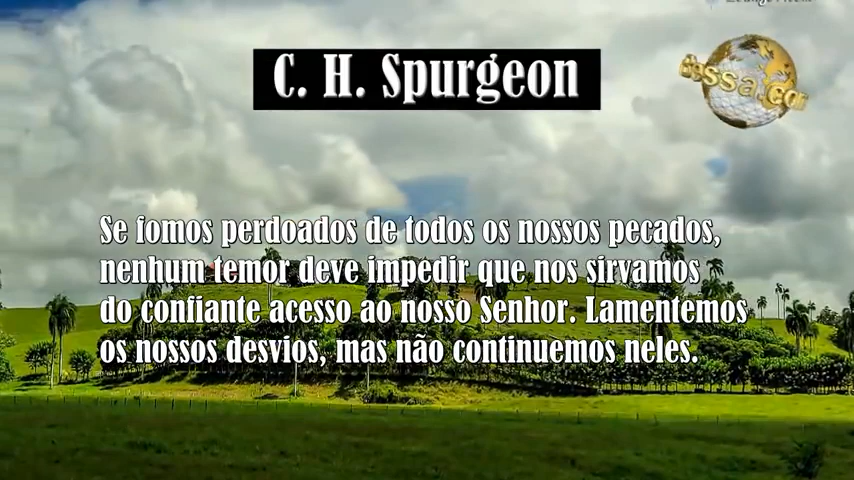 C. H. Spurgeon
Se fomos perdoados de todos os nossos pecados,
nenhum temor deve impedir que nos sirvamos
do confiante acesso ao nosso Senhor. Lamentemos
os nossos desvios, mas não continuemos neles.